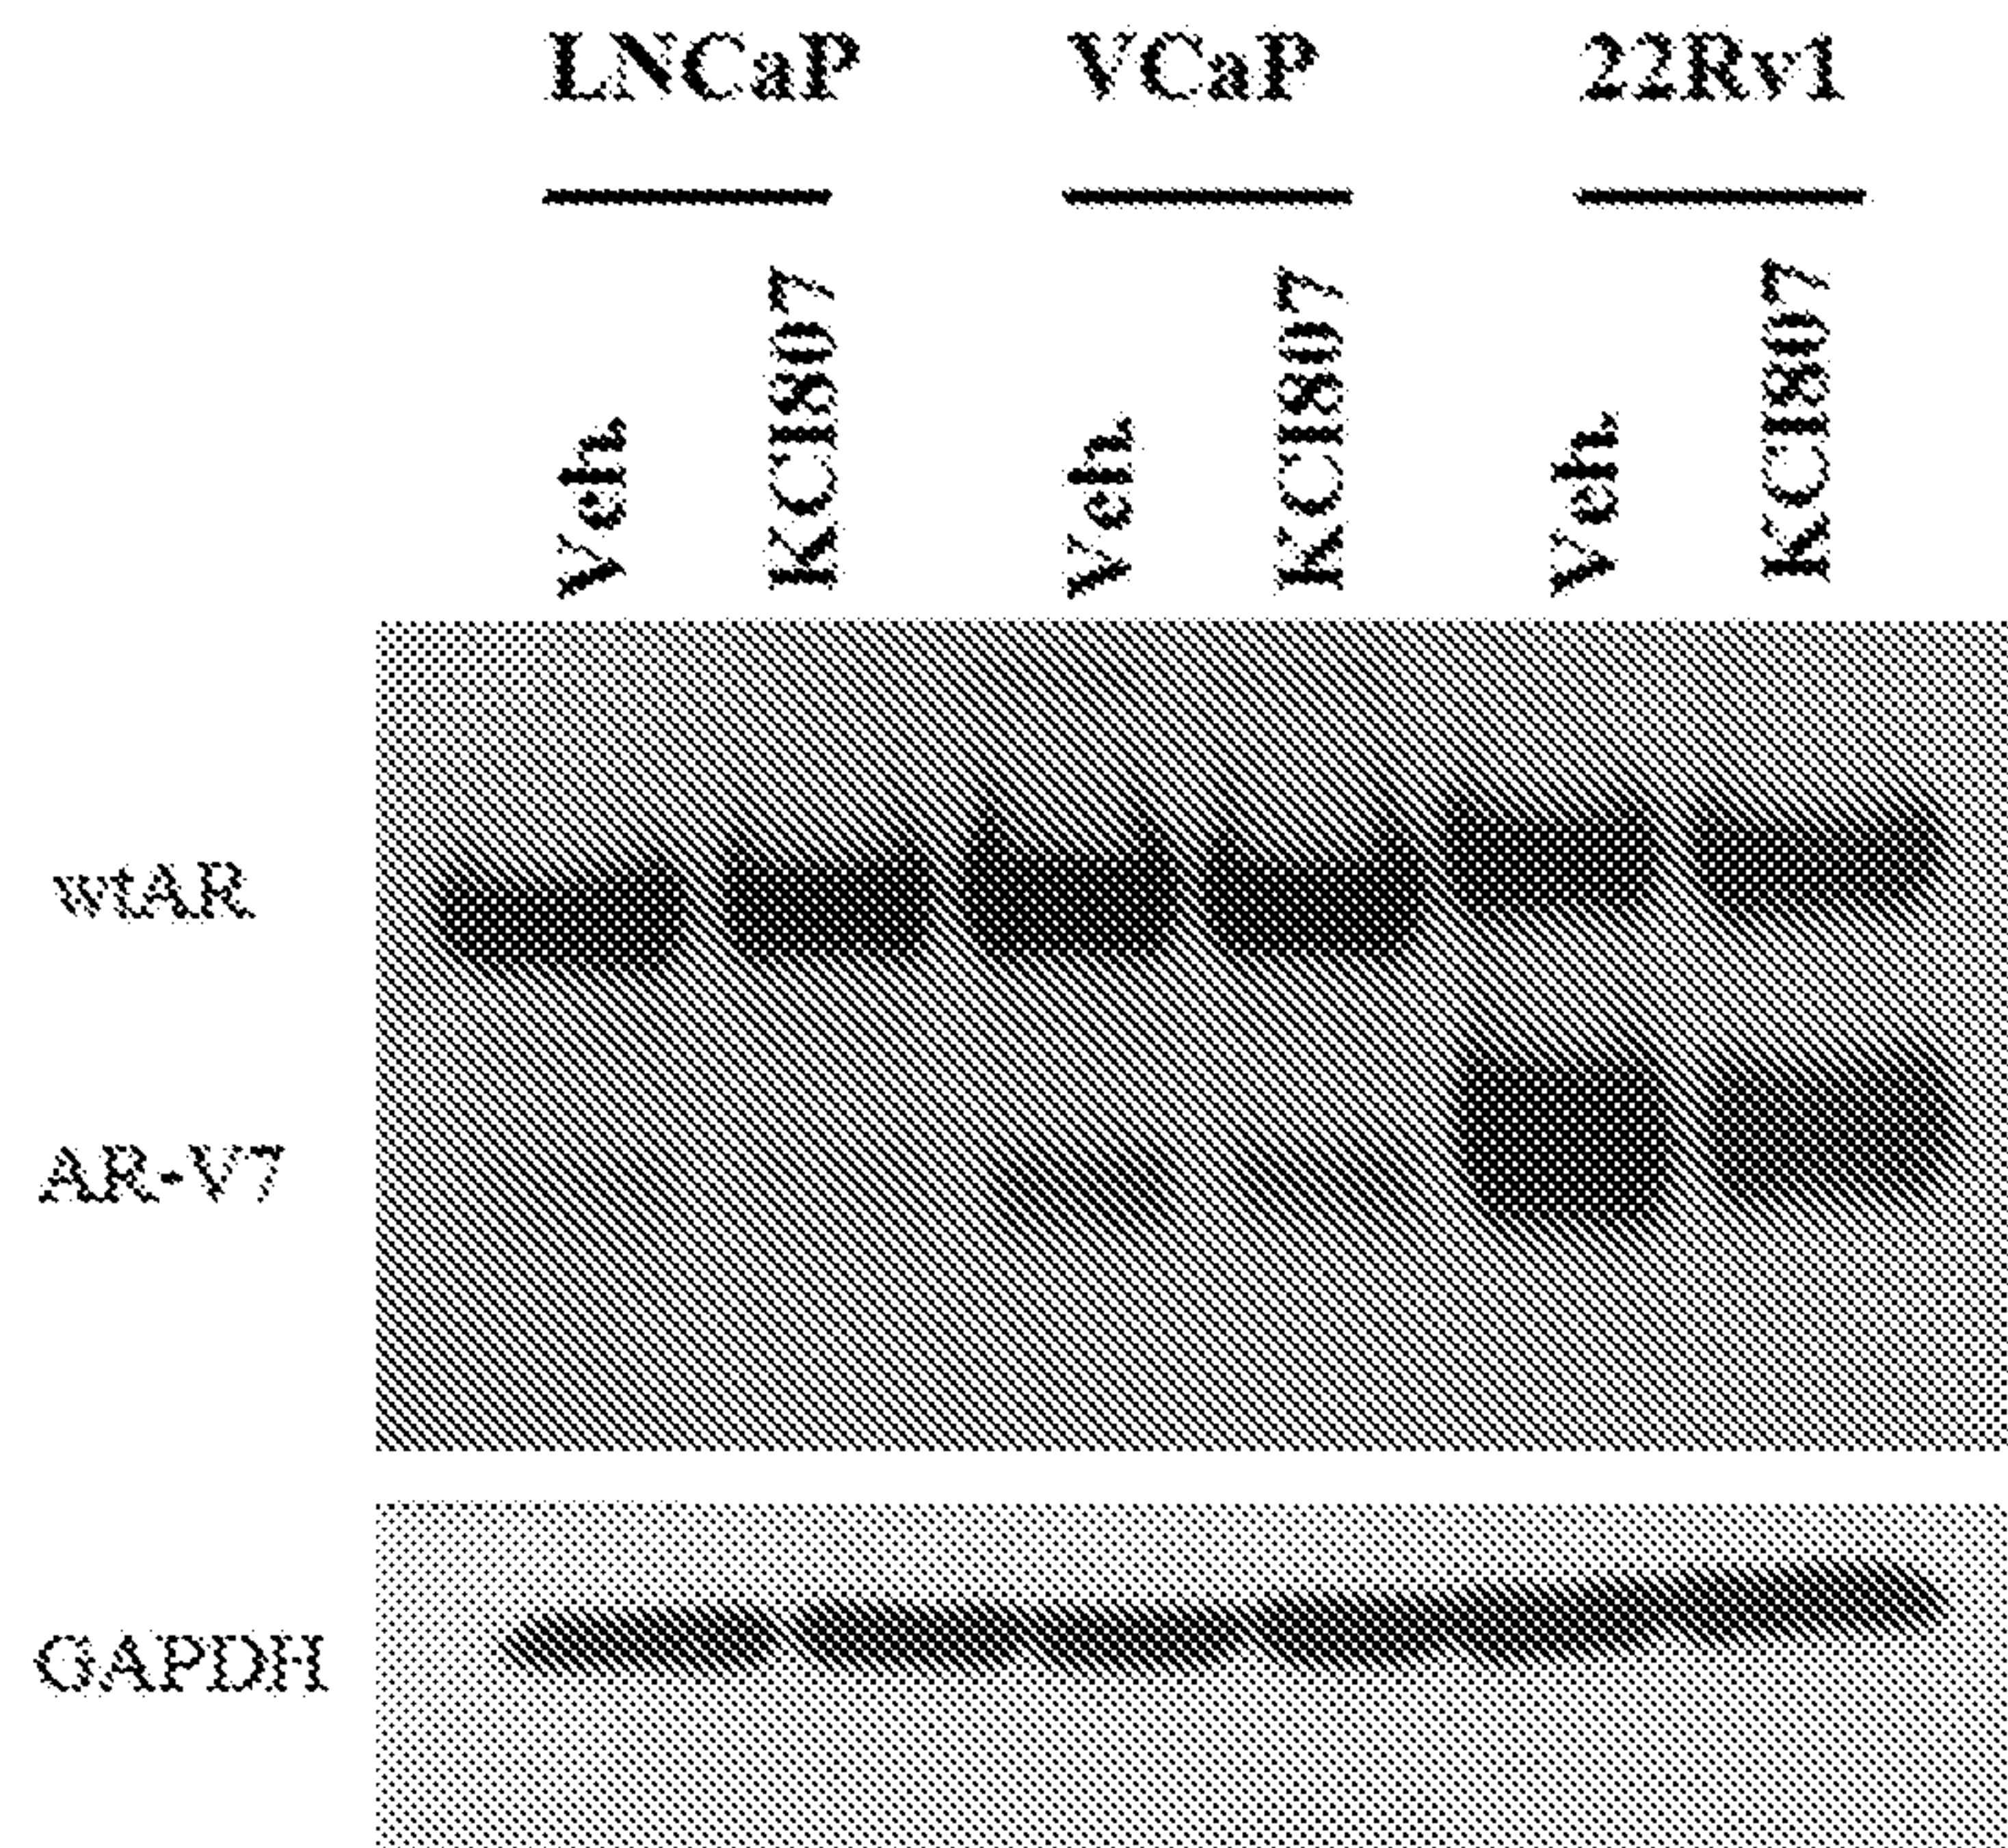 LNCaP VCaP 22Rv1
Veh. KCI807 Veh. KCI807 Veh. KCI807
wtAR
AR-V7
GAPDH